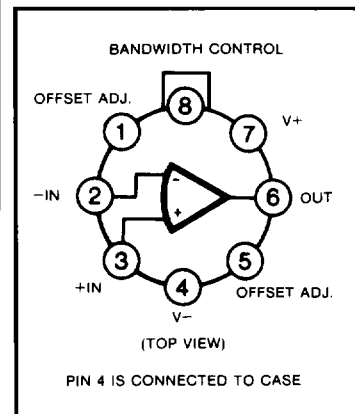 BANDWIDTH CONTROL
OFFSET ADJ.
8
1
7
V+
-IN
2
-
+
6
OUT
3
5
+IN
4
OFFSET ADJ.
V-
(TOP VIEW)
PIN 4 IS CONNECTED TO CASE